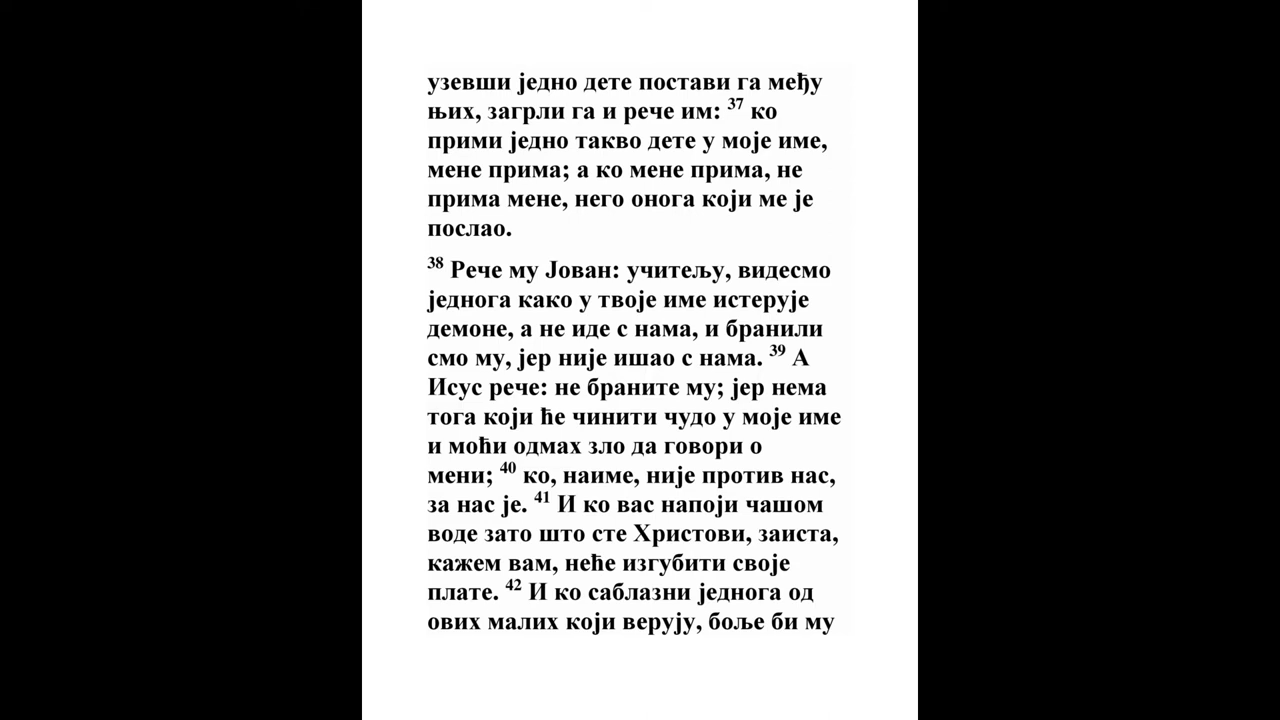 узевши једно дете постави га међу
њих, загрли га и рече им: 37 ко
прими једно такво дете у моје име,
мене прима; а ко мене прима, не
прима мене, него онога који ме је
послао.
38 Рече му Јован: учитељу, видесмо
једнога како у твоје име истерује
демоне, а не иде с нама, и бранили
смо му, јер није ишао с нама. 39 А
Исус рече: не браните му; јер нема
тога који ће чинити чудо у моје име
и моћи одмах зло да говори о
мени; 40 ко, наиме, није против нас,
за нас је. 41 И ко вас напоји чашом
воде зато што сте Христови, заиста,
кажем вам, неће изгубити своје
плате. 42 И ко саблазни једнога од
ових малих који верују, боље би му